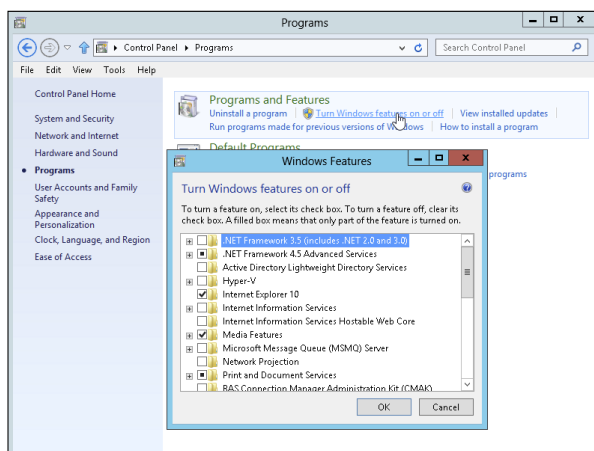 Programs
Control Panel ▸ Programs
Search Control Panel
File Edit View Tools Help
Control Panel Home
System and Security
Network and Internet
Hardware and Sound
Programs
User Accounts and Family
Safety
Appearance and
Personalization
Clock, Language, and Region
Ease of Access
Programs and Features
Uninstall a program
Turn Windows features on or off
View installed updates
Run programs made for previous versions of Windows
How to install a program
Default Programs
programs
Windows Features
Turn Windows features on or off
To turn a feature on, select its check box. To turn a feature off, clear its
check box. A filled box means that only part of the feature is turned on.
.NET Framework 3.5 (includes .NET 2.0 and 3.0)
.NET Framework 4.5 Advanced Services
Active Directory Lightweight Directory Services
Hyper-V
Internet Explorer 10
Internet Information Services
Internet Information Services Hostable Web Core
Media Features
Microsoft Message Queue (MSMQ) Server
Network Projection
Print and Document Services
RAS Connection Manager Administration Kit (CMAK)
OK
Cancel